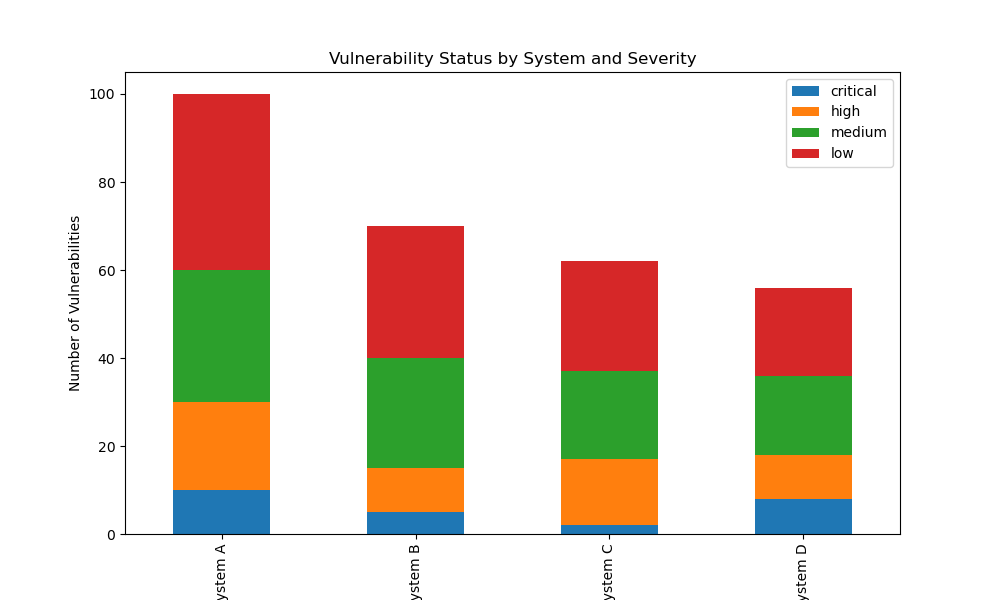 Vulnerability Status by System and Severity
critical
high
medium
low
100
80
60
40
20
0
Number of Vulnerabilities
ystem A
ystem B
ystem C
ystem D